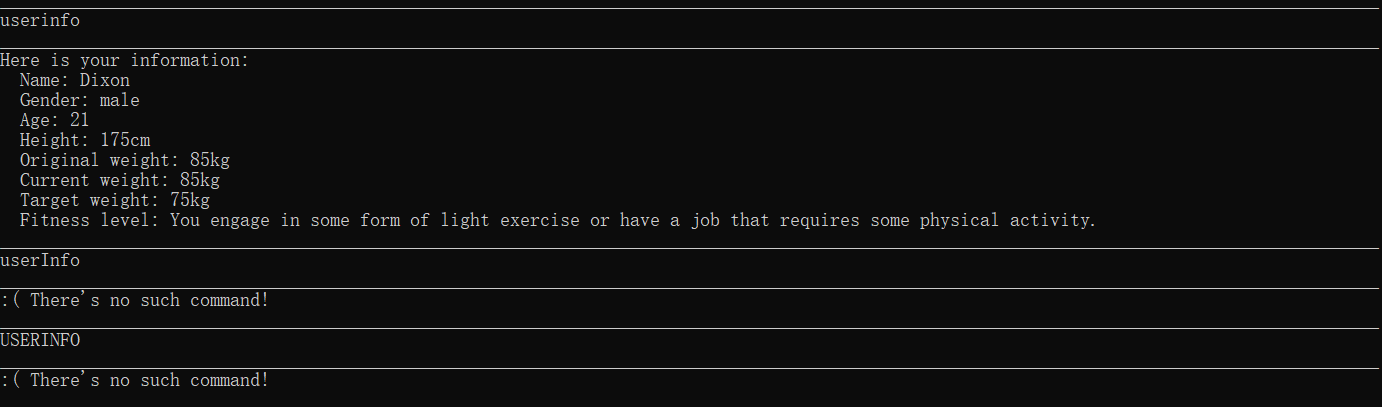 userinfo
Here is your information:
Name: Dixon
Gender: male
Age: 21
Height: 175cm
Original weight: 85kg
Current weight: 85kg
Target weight: 75kg
Fitness level: You engage in some form of light exercise or have a job that requires some physical activity.
userInfo
:( There's no such command!
USERINFO
:( There's no such command!